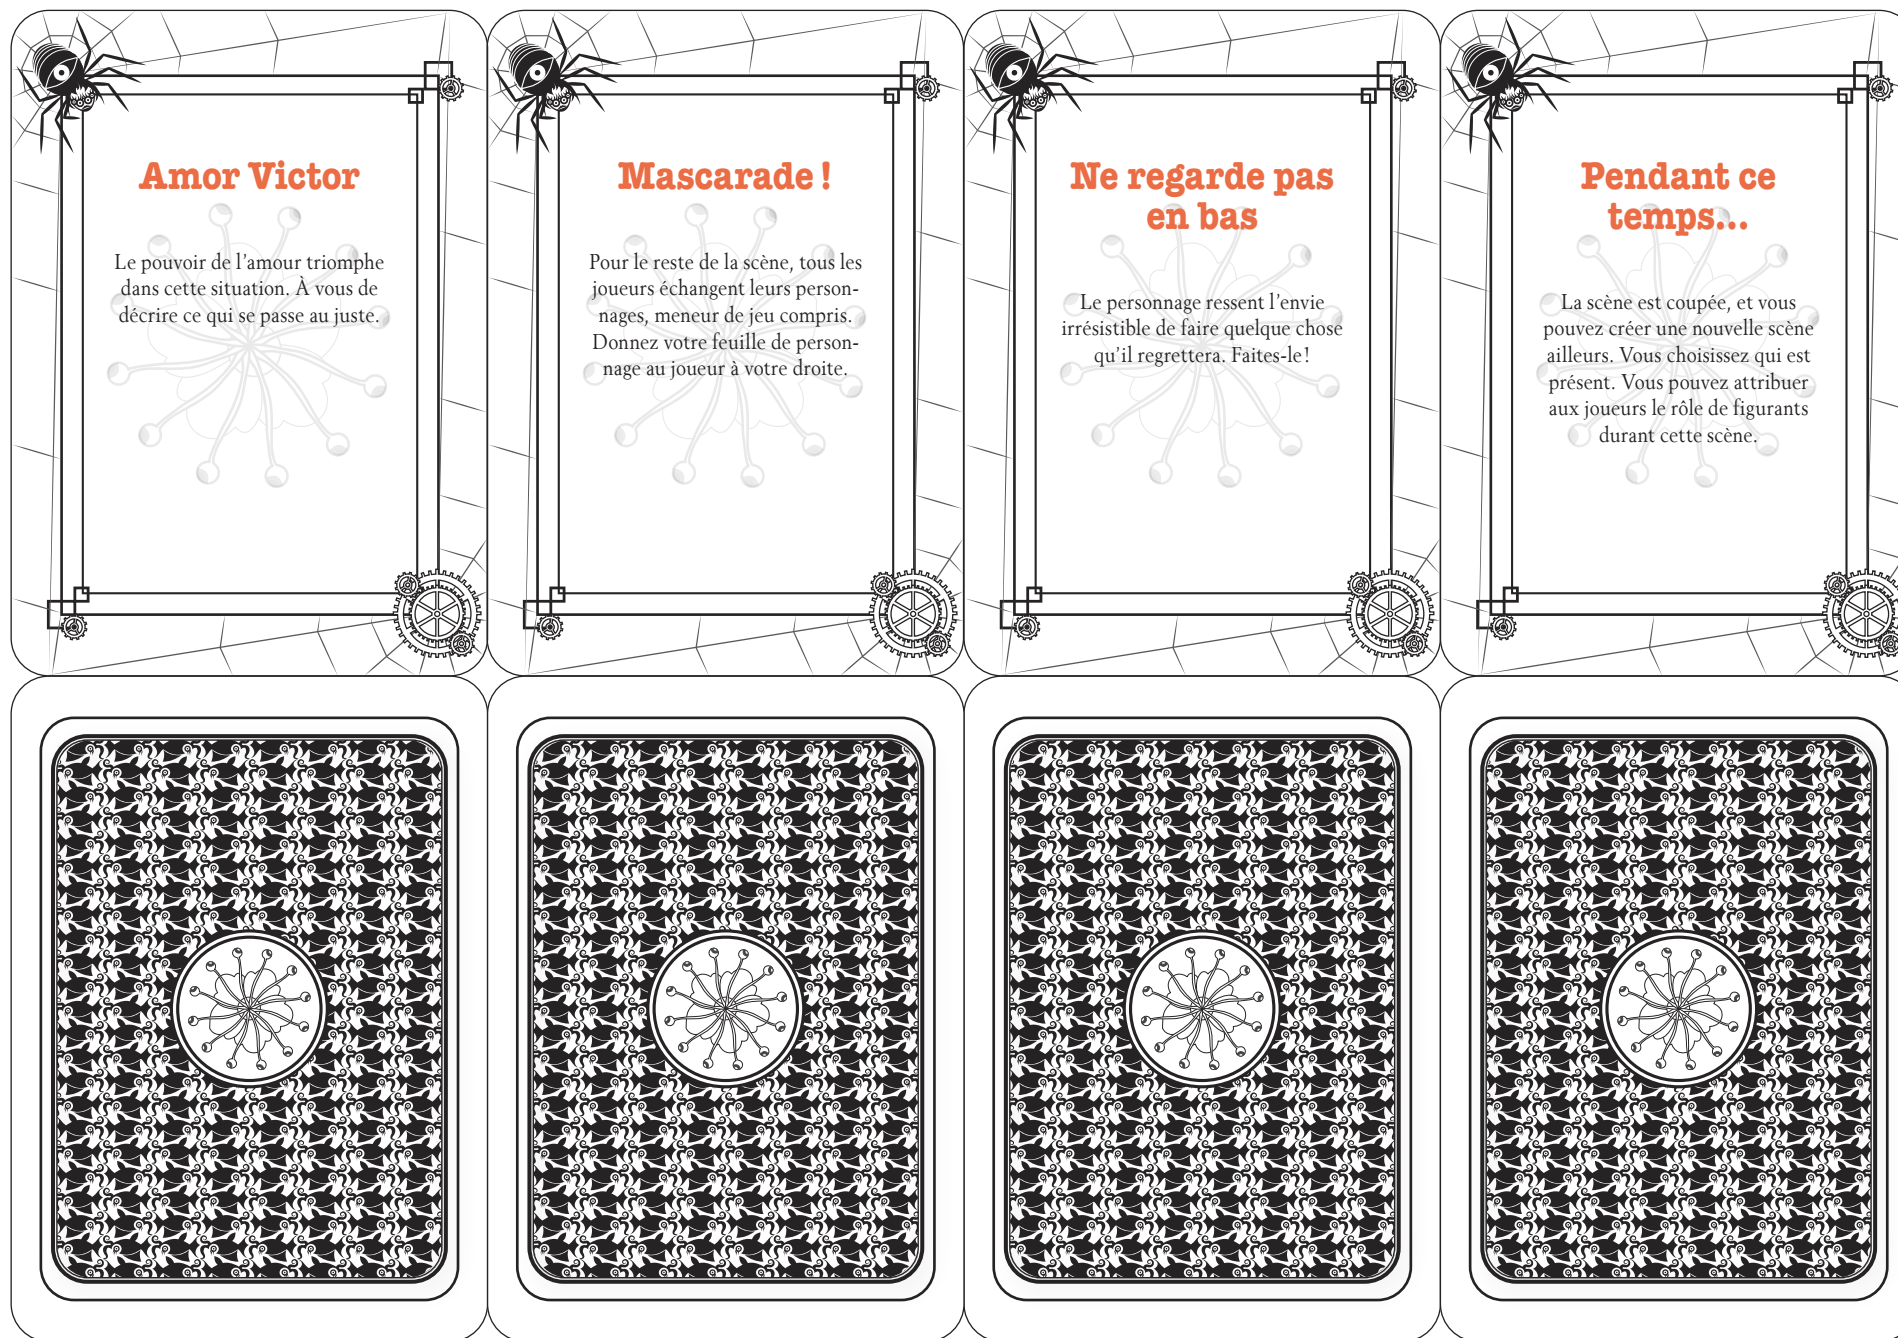 Amor Victor
Le pouvoir de l’amour triomphe
dans cette situation. À vous de
décrire ce qui se passe au juste.
Mascarade !
Pour le reste de la scène, tous les
joueurs échangent leurs person-
nages, meneur de jeu compris.
Donnez votre feuille de person-
nage au joueur à votre droite.
Ne regarde pas
en bas
Le personnage ressent l’envie
irrésistible de faire quelque chose
qu’il regrettera. Faites-le !
Pendant ce
temps...
La scène est coupée, et vous
pouvez créer une nouvelle scène
ailleurs. Vous choisissez qui est
présent. Vous pouvez attribuer
aux joueurs le rôle de figurants
durant cette scène.